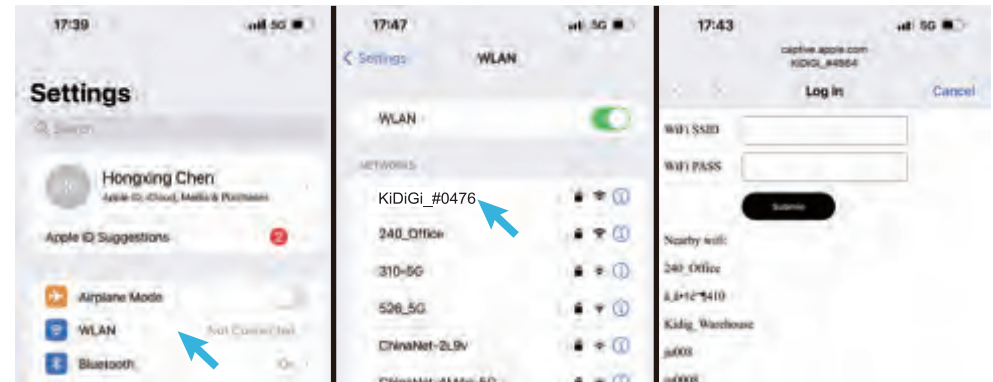 17:39
5G
Settings
Search
Hongxing Chen
Apple ID, iCloud, Media & Purchases
Apple ID Suggestions
2
Airplane Mode
WLAN
Not Connected
Bluetooth
On
17:47
5G
Settings
WLAN
WLAN
NETWORKS
KiDiGi_#0476
240_Office
310-5G
526_5G
ChinaNet-2L9v
17:43
5G
captive.apple.com
KiDiGi_#4864
Log In
Cancel
WiFi SSID
WiFi PASS
Submit
Nearby wifi:
240_Office
Kidig_Warehouse